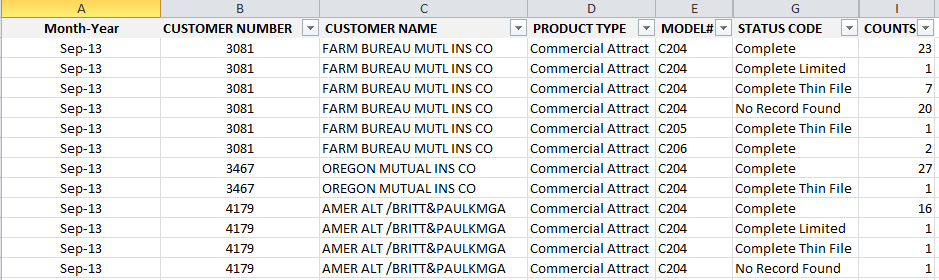 A B C D E G I
Month-Year CUSTOMER NUMBER CUSTOMER NAME PRODUCT TYPE MODEL# STATUS CODE COUNTS
Sep-13 3081 FARM BUREAU MUTL INS CO Commercial Attract C204 Complete 23
Sep-13 3081 FARM BUREAU MUTL INS CO Commercial Attract C204 Complete Limited 1
Sep-13 3081 FARM BUREAU MUTL INS CO Commercial Attract C204 Complete Thin File 7
Sep-13 3081 FARM BUREAU MUTL INS CO Commercial Attract C204 No Record Found 20
Sep-13 3081 FARM BUREAU MUTL INS CO Commercial Attract C205 Complete Thin File 1
Sep-13 3081 FARM BUREAU MUTL INS CO Commercial Attract C206 Complete 2
Sep-13 3467 OREGON MUTUAL INS CO Commercial Attract C204 Complete 27
Sep-13 3467 OREGON MUTUAL INS CO Commercial Attract C204 Complete Thin File 1
Sep-13 4179 AMER ALT /BRITT&PAULKMGA Commercial Attract C204 Complete 16
Sep-13 4179 AMER ALT /BRITT&PAULKMGA Commercial Attract C204 Complete Limited 1
Sep-13 4179 AMER ALT /BRITT&PAULKMGA Commercial Attract C204 Complete Thin File 1
Sep-13 4179 AMER ALT /BRITT&PAULKMGA Commercial Attract C204 No Record Found 1